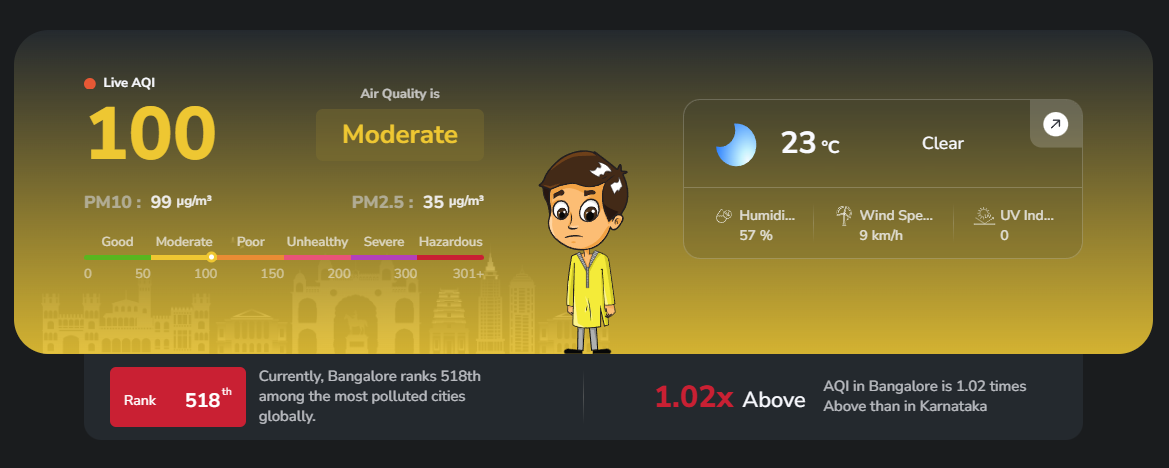 Live AQI
100
Air Quality is
Moderate
PM10 : 99 µg/m³
PM2.5 : 35 µg/m³
Good Moderate Poor Unhealthy Severe Hazardous
0 50 100 150 200 300 301+
23 °C
Clear
Humidi... Wind Spe... UV Ind...
57 % 9 km/h 0
Rank 518th
Currently, Bangalore ranks 518th
among the most polluted cities
globally.
1.02x Above
AQI in Bangalore is 1.02 times
Above than in Karnataka